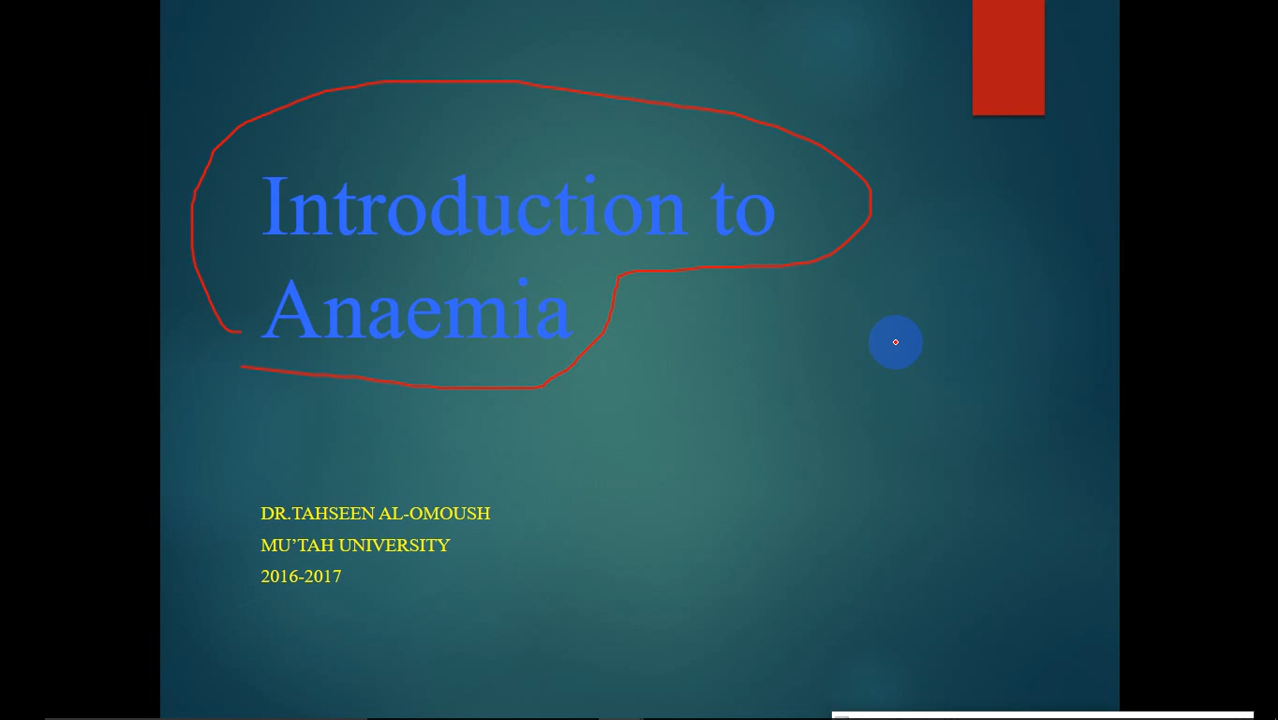 Introduction to
Anaemia
DR.TAHSEEN AL-OMOUSH
MU’TAH UNIVERSITY
2016-2017